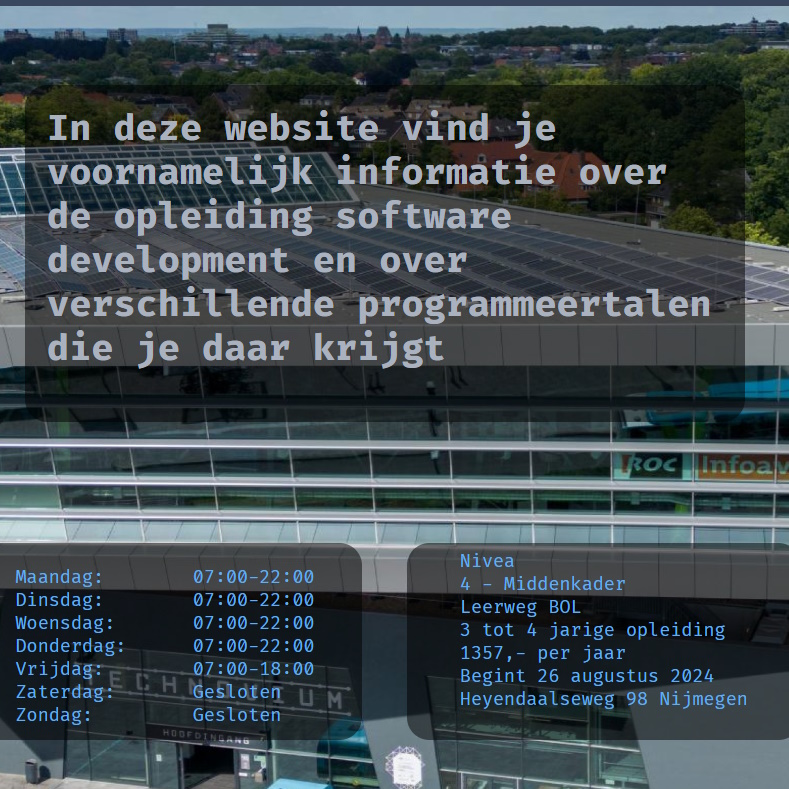 In deze website vind je
voornamelijk informatie over
de opleiding software
development en over
verschillende programmeertalen
die je daar krijgt
ROC
Infoav
Maandag: 07:00-22:00
Dinsdag: 07:00-22:00
Woensdag: 07:00-22:00
Donderdag: 07:00-22:00
Vrijdag: 07:00-18:00
Zaterdag: Gesloten
Zondag: Gesloten
Nivea
4 - Middenkader
Leerweg BOL
3 tot 4 jarige opleiding
1357,- per jaar
Begint 26 augustus 2024
Heyendaalseweg 98 Nijmegen
TECHNOVIUM
HOOFDINGANG